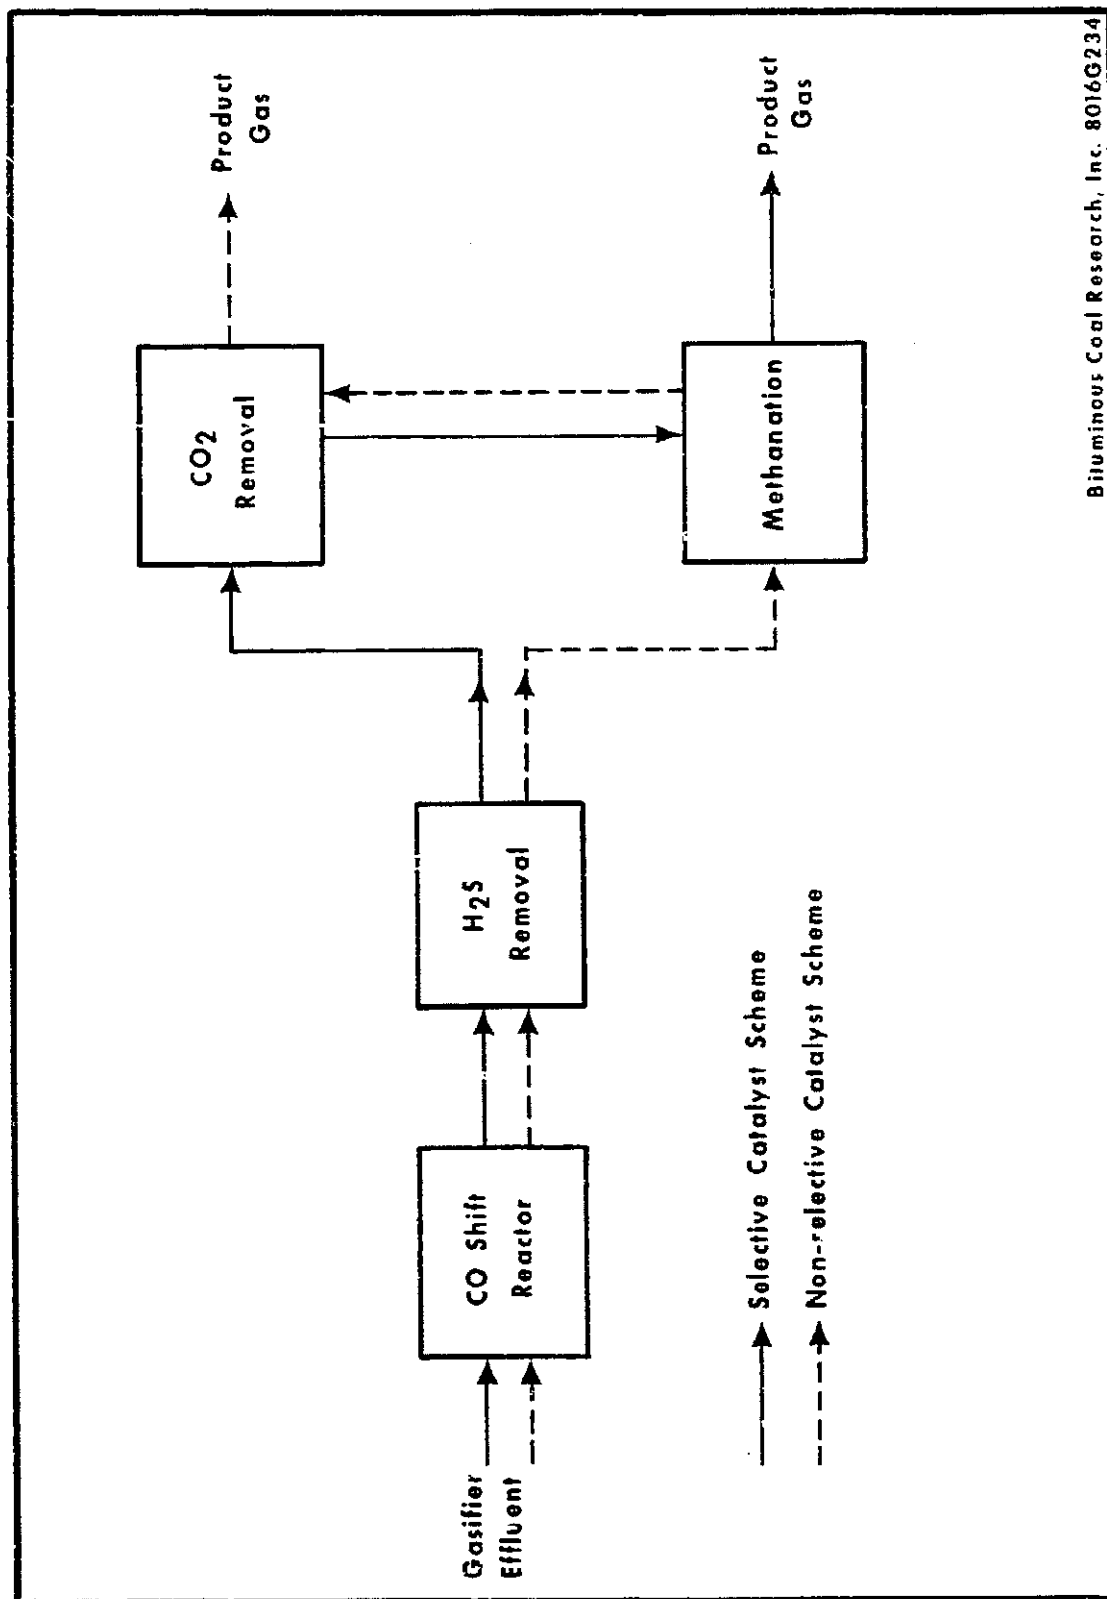 Gasifier
Effluent
CO Shift
Reactor
H2S
Removal
CO2
Removal
Product
Gas
Methanation
Product
Gas
Selective Catalyst Scheme
Non-selective Catalyst Scheme
Bituminous Coal Research, Inc. 8016G234